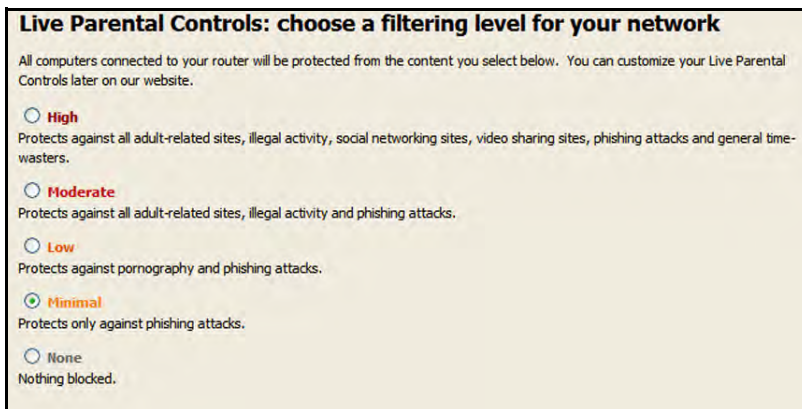 Live Parental Controls: choose a filtering level for your network
All computers connected to your router will be protected from the content you select below. You can customize your Live Parental
Controls later on our website.
High
Protects against all adult-related sites, illegal activity, social networking sites, video sharing sites, phishing attacks and general time-
wasters.
Moderate
Protects against all adult-related sites, illegal activity and phishing attacks.
Low
Protects against pornography and phishing attacks.
Minimal
Protects only against phishing attacks.
None
Nothing blocked.